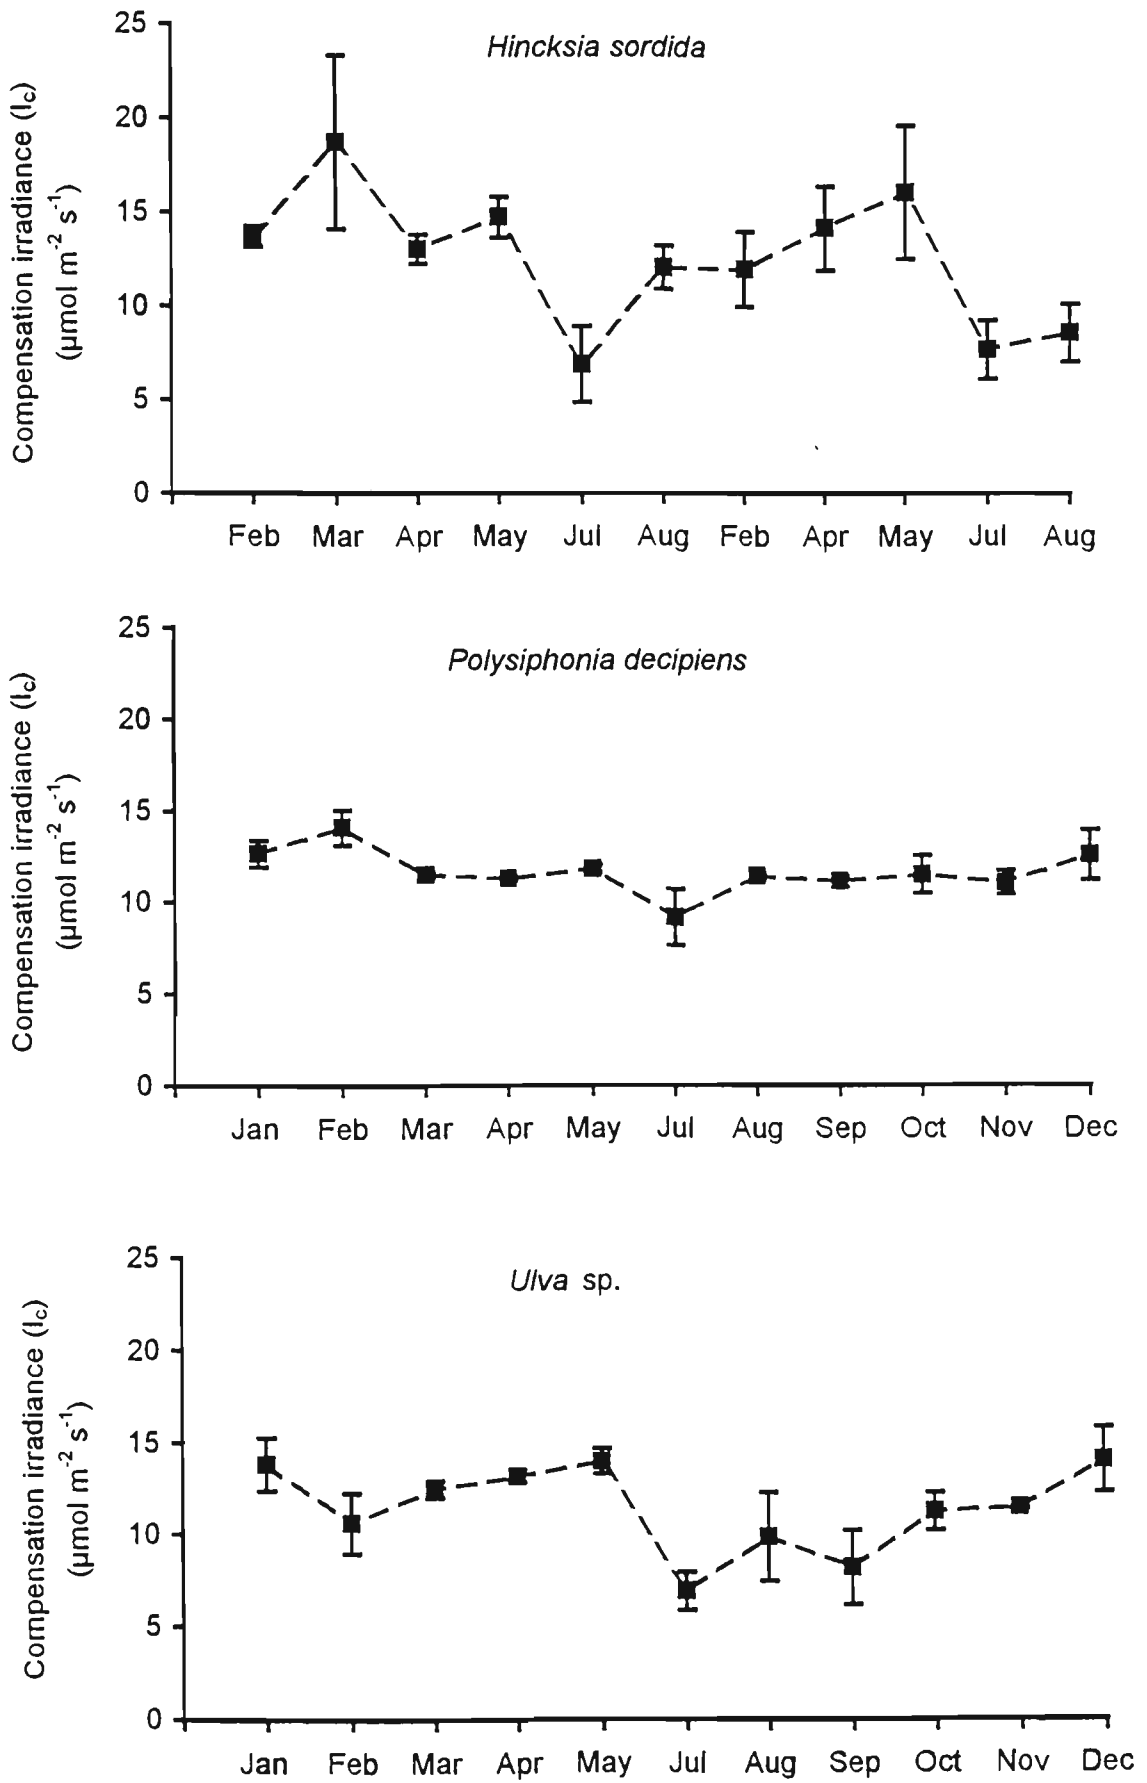 Hincksia sordida
Compensation irradiance (Ic)
(µmol m-2 s-1)
25
20
15
10
5
0
Feb Mar Apr May Jul Aug Feb Apr May Jul Aug
Polysiphonia decipiens
Compensation irradiance (Ic)
(µmol m-2 s-1)
25
20
15
10
5
0
Jan Feb Mar Apr May Jul Aug Sep Oct Nov Dec
Ulva sp.
Compensation irradiance (Ic)
(µmol m-2 s-1)
25
20
15
10
5
0
Jan Feb Mar Apr May Jul Aug Sep Oct Nov Dec